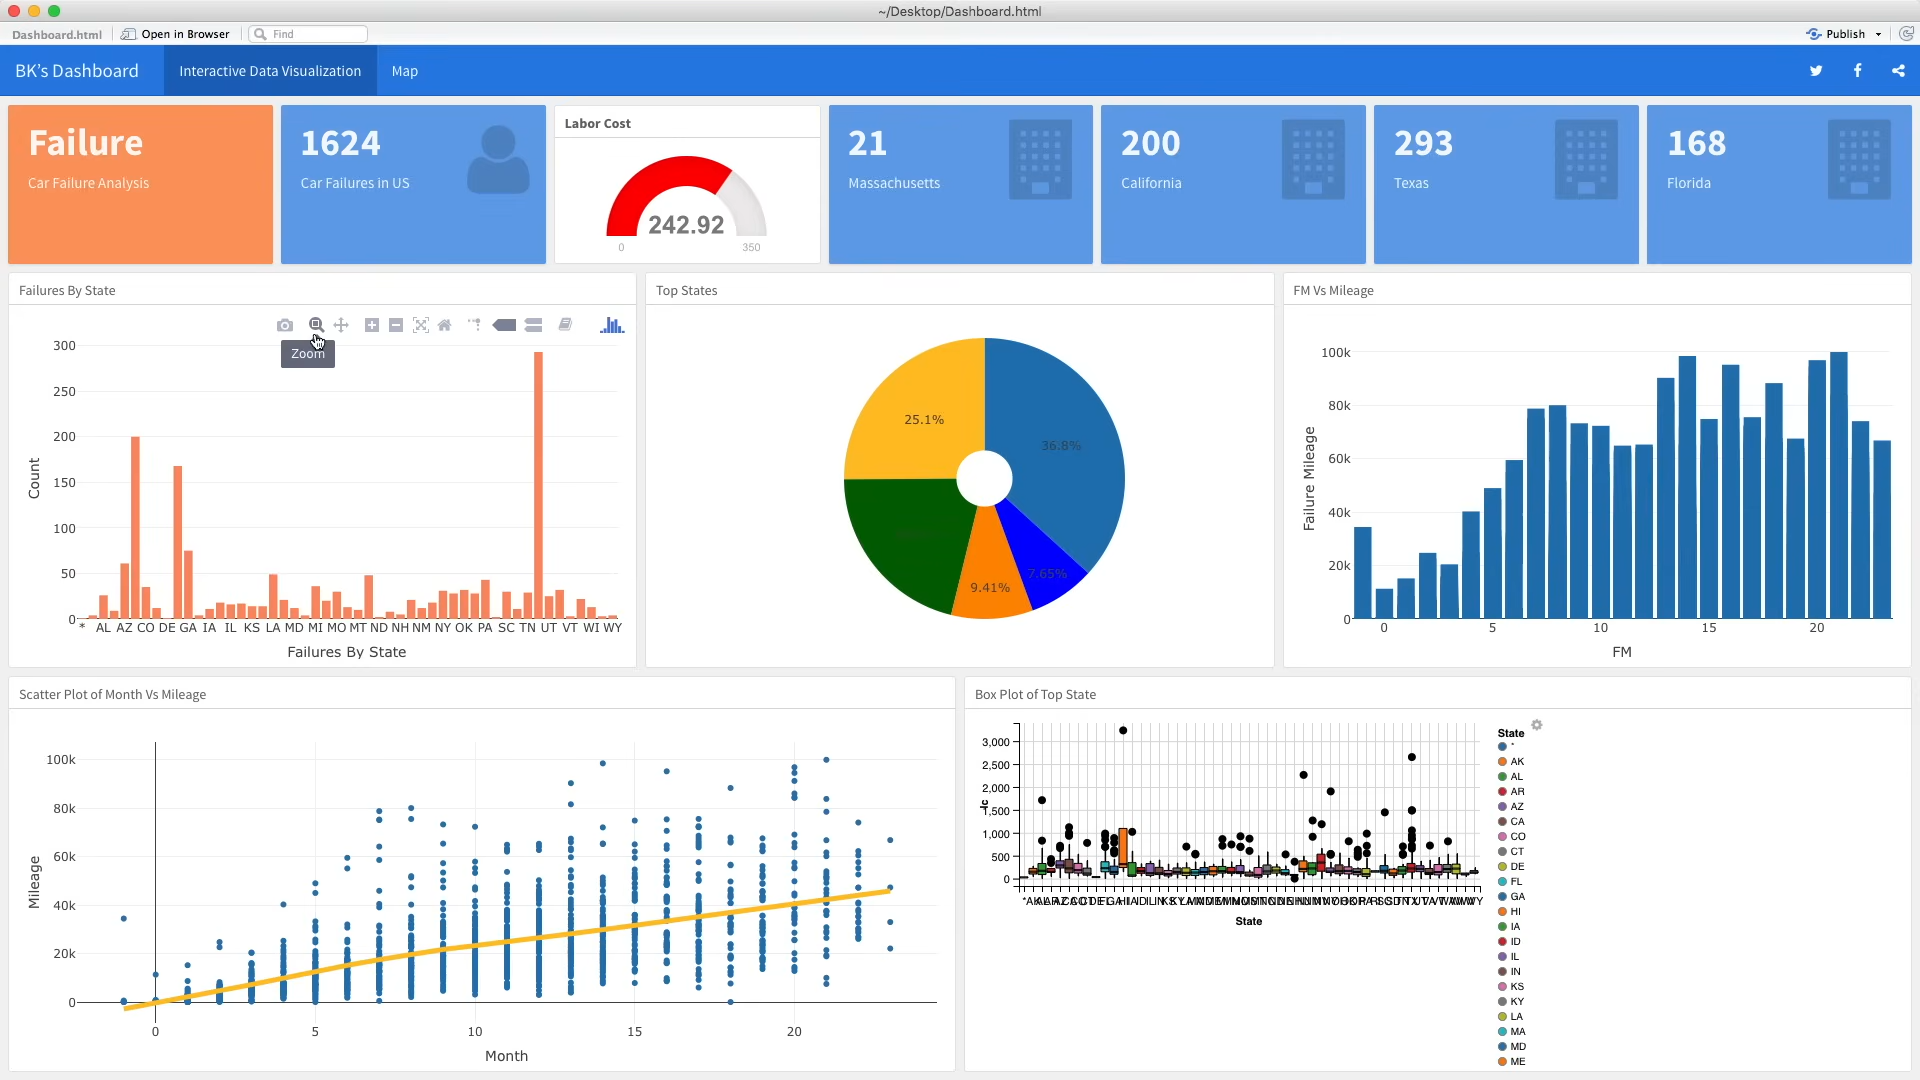 ~/Desktop/Dashboard.html
Dashboard.html
Open in Browser
Find
Publish
BK's Dashboard
Interactive Data Visualization
Map
Failure
Car Failure Analysis
1624
Car Failures in US
Labor Cost
242.92
0
350
21
Massachusetts
200
California
293
Texas
168
Florida
Failures By State
Zoom
300
250
200
150
100
50
0
Count
* AL AZ CO DE GA IA IL KS LA MD MI MO MT ND NH NM NY OK PA SC TN UT VT WI WY
Failures By State
Top States
25.1%
36.8%
9.41%
7.65%
FM Vs Mileage
100k
80k
60k
40k
20k
0
Failure Mileage
0 5 10 15 20
FM
Scatter Plot of Month Vs Mileage
100k
80k
60k
40k
20k
0
Mileage
0 5 10 15 20
Month
Box Plot of Top State
3,000
2,500
2,000
1,500
1,000
500
0
lc
State
State
*
AK
AL
AR
AZ
CA
CO
CT
DE
FL
GA
HI
IA
ID
IL
IN
KS
KY
LA
MA
MD
ME